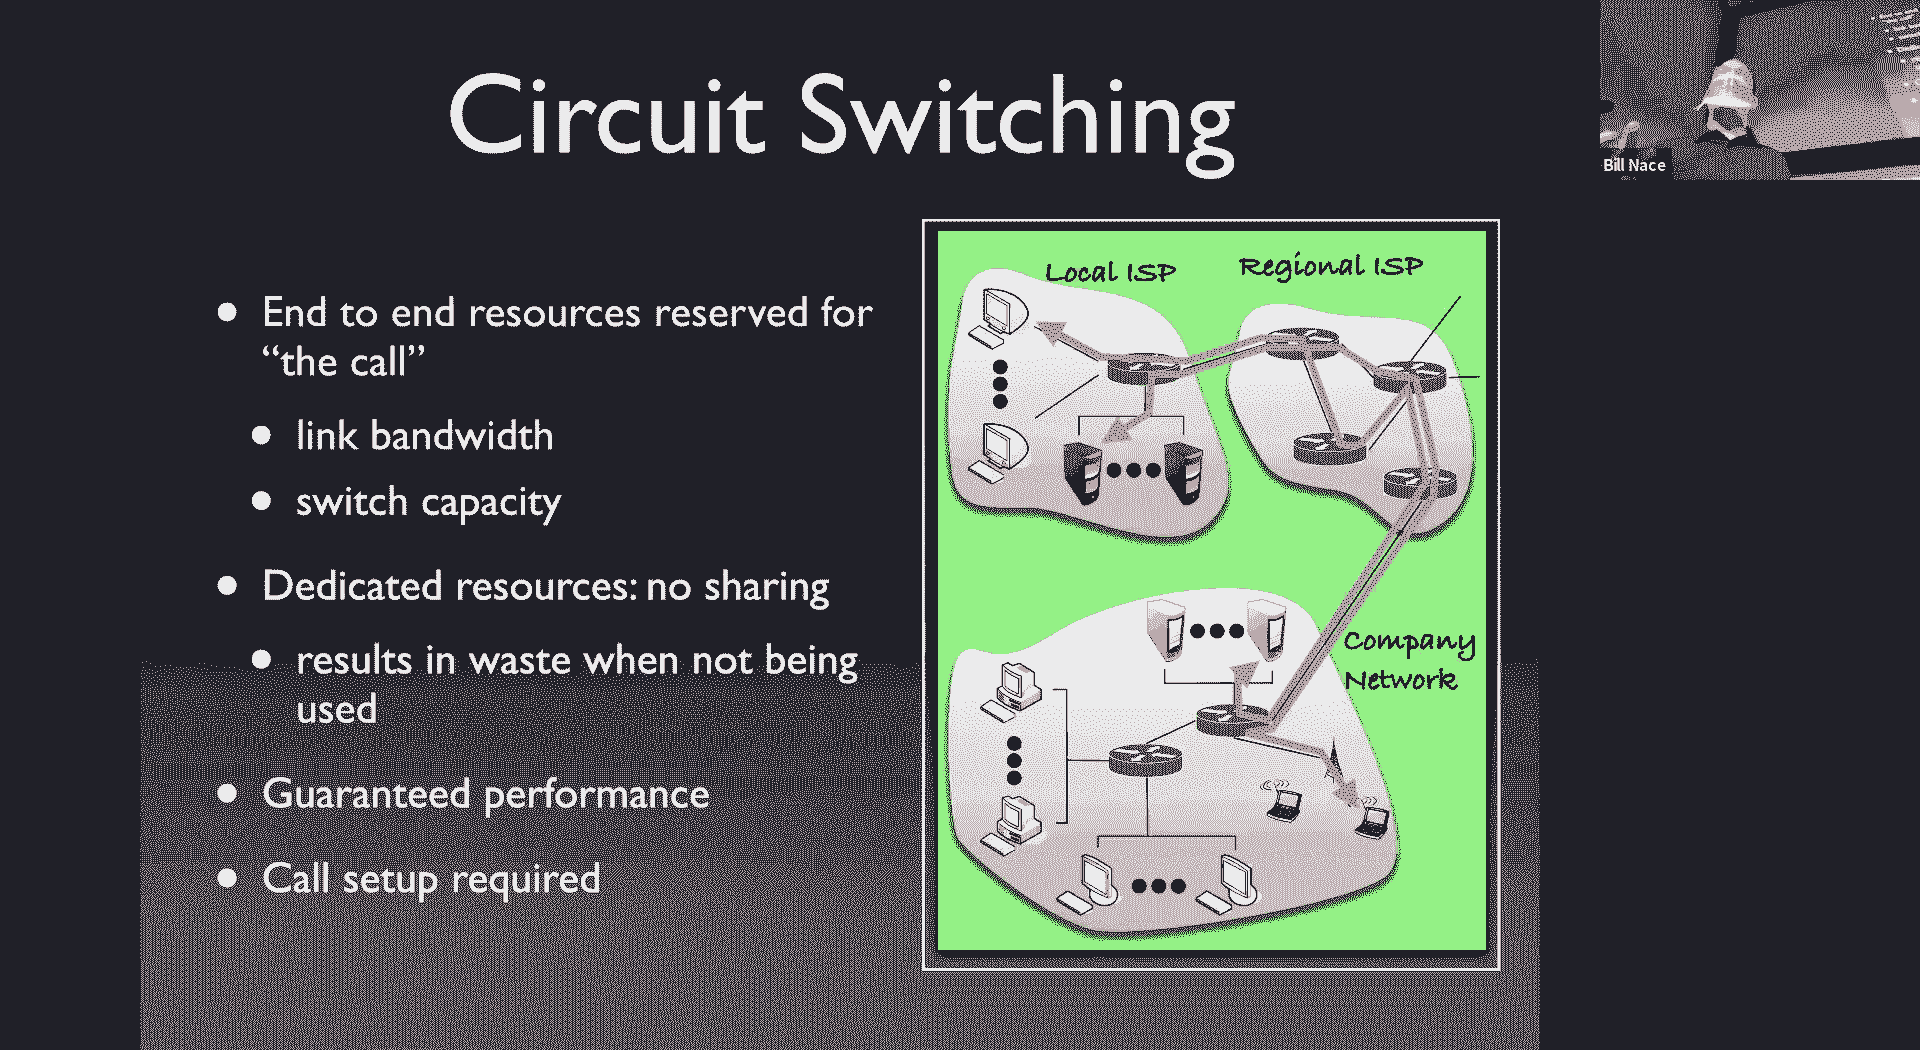 Circuit Switching
Bill Nace
End to end resources reserved for
“the call”
link bandwidth
switch capacity
Dedicated resources: no sharing
results in waste when not being
used
Guaranteed performance
Call setup required
Local ISP
Regional ISP
Company
Network